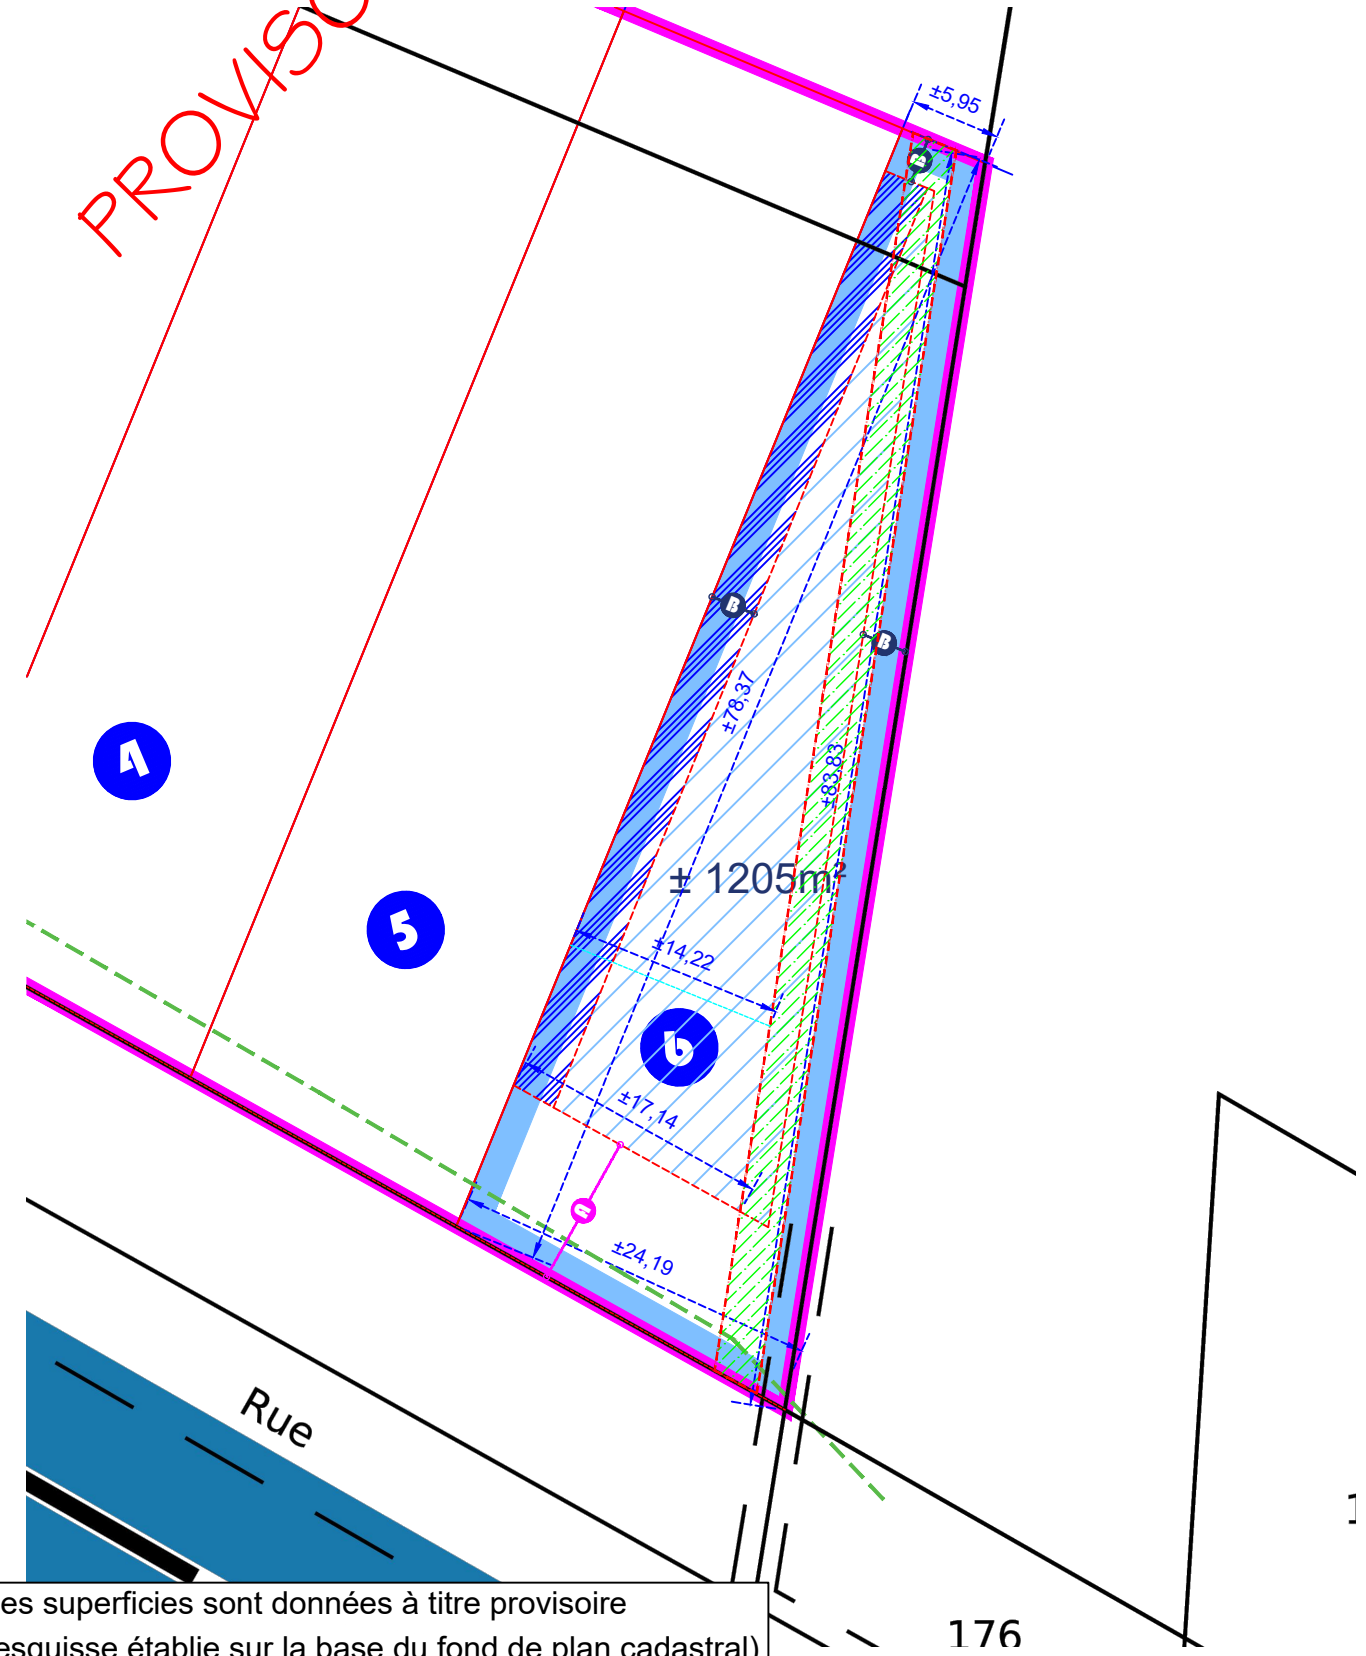 PROVISO
±5,95
B
B
±78,37
±83,83
4
± 1205m²
5
±14,22
6
±17,14
±24,19
Rue
es superficies sont données à titre provisoire
esquisse établie sur la base du fond de plan cadastral)
176